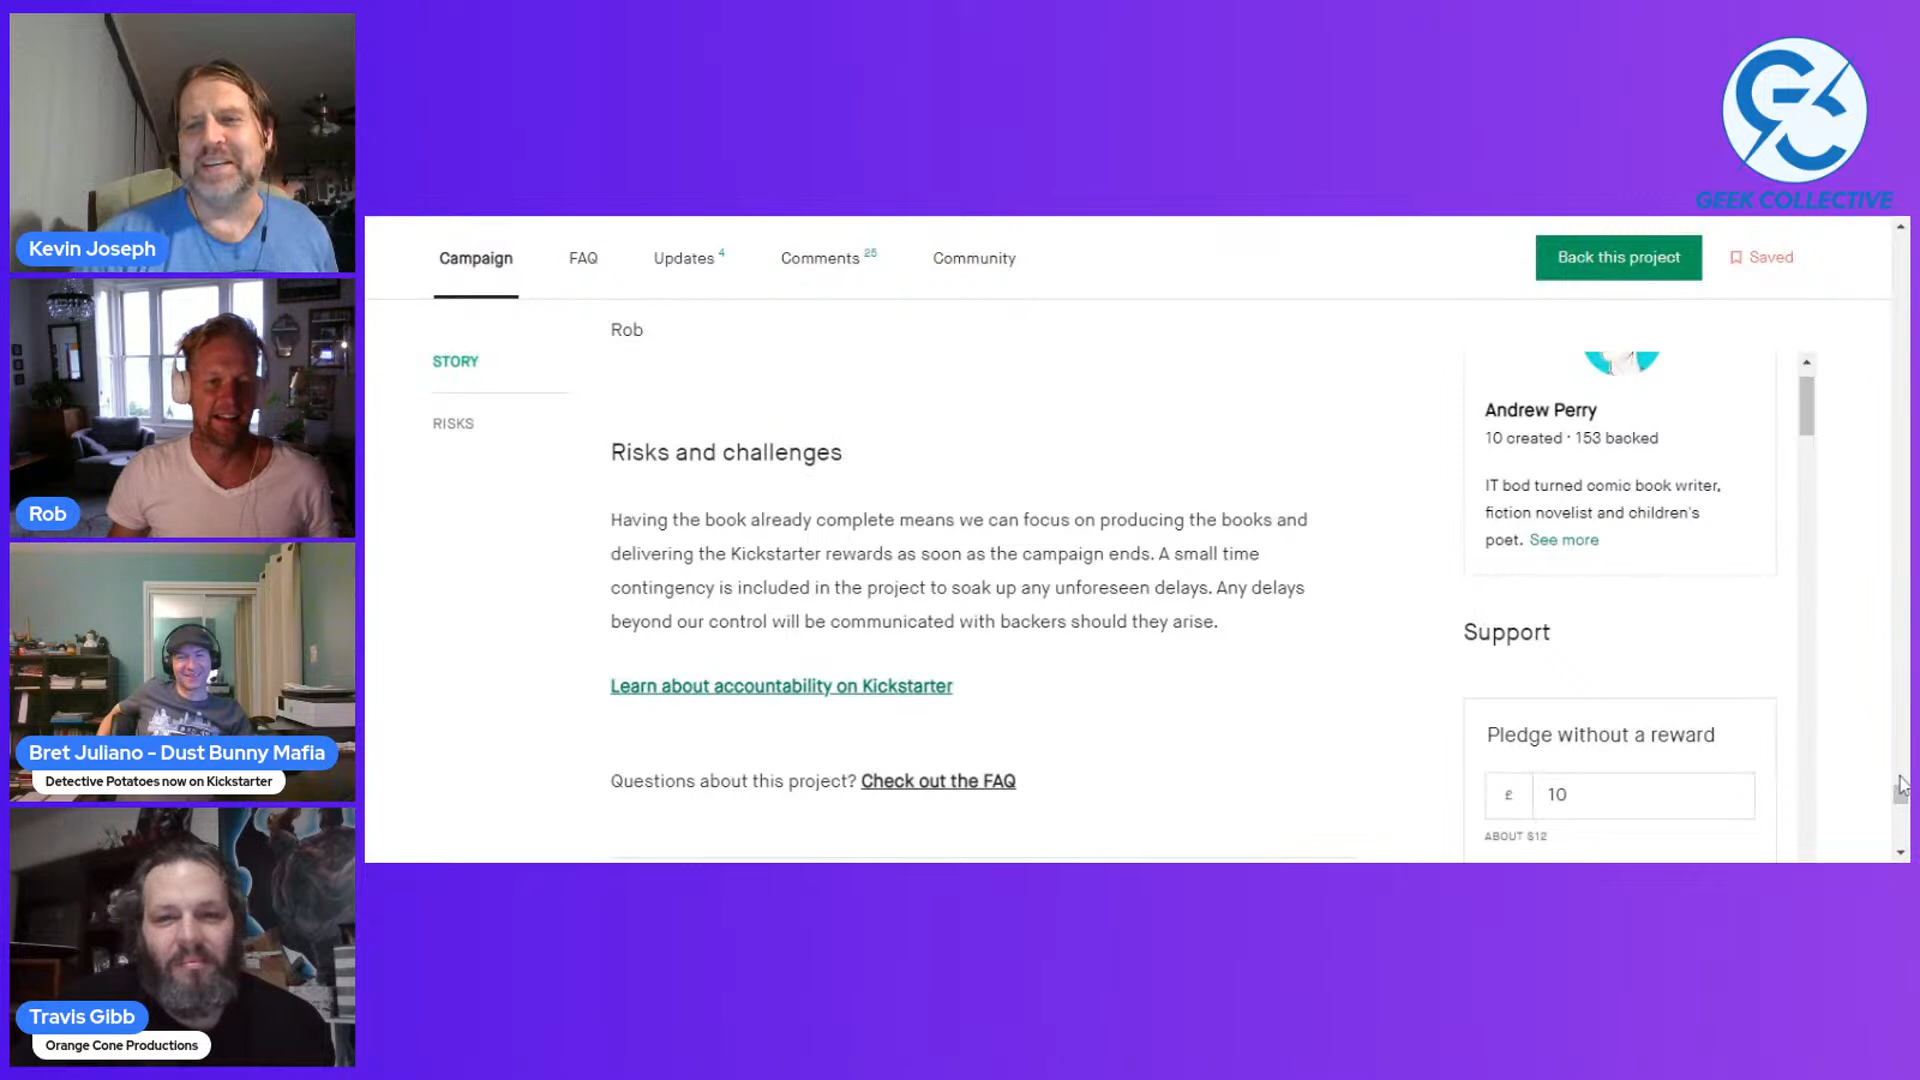 Kevin Joseph
Rob
Bret Juliano - Dust Bunny Mafia
Detective Potatoes now on Kickstarter
Travis Gibb
Orange Cone Productions
GEEK COLLECTIVE
Campaign
FAQ
Updates 4
Comments 25
Community
Back this project
Saved
STORY
RISKS
Rob
Risks and challenges
Having the book already complete means we can focus on producing the books and
delivering the Kickstarter rewards as soon as the campaign ends. A small time
contingency is included in the project to soak up any unforeseen delays. Any delays
beyond our control will be communicated with backers should they arise.
Learn about accountability on Kickstarter
Questions about this project? Check out the FAQ
Andrew Perry
10 created · 153 backed
IT bod turned comic book writer,
fiction novelist and children's
poet. See more
Support
Pledge without a reward
£ 10
ABOUT $12